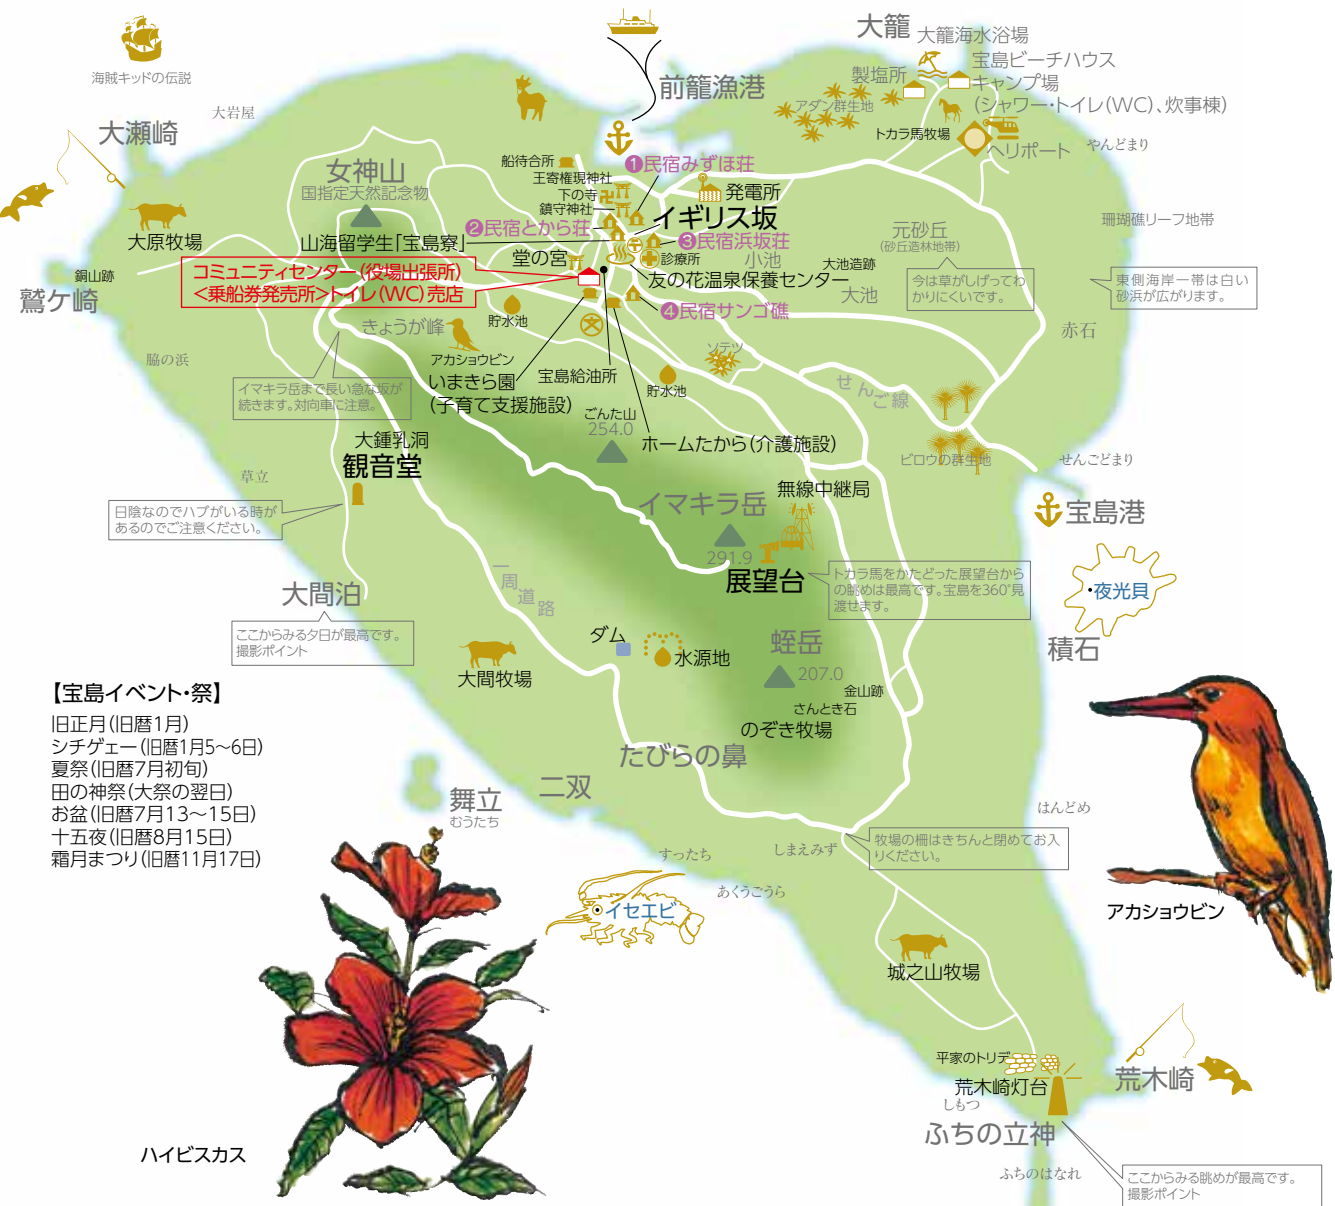 海賊キッドの伝説
大岩屋
大瀬崎
前籠漁港
大籠
大籠海水浴場
宝島ビーチハウス
キャンプ場
(シャワー・トイレ(WC)、炊事棟)
製塩所
アダン群生地
トカラ馬牧場
ヘリポート
やんどまり
女神山
国指定天然記念物
船待合所
王寄権現神社
下の寺
鎮守神社
❶民宿みずほ荘
発電所
イギリス坂
❷民宿とから荘
❸民宿浜坂荘
山海留学生「宝島寮」
堂の宮
診療所
小池
友の花温泉保養センター
大池造跡
大池
元砂丘
(砂丘造林地帯)
今は草がしげってわ
かりにくいです。
珊瑚礁リーフ地帯
東側海岸一帯は白い
砂浜が広がります。
大原牧場
銅山跡
鷲ケ崎
コミュニティセンター(役場出張所)
<乗船券発売所>トイレ(WC)売店
❹民宿サンゴ礁
きょうが峰
貯水池
アカショウビン
いまきら園
(子育て支援施設)
宝島給油所
貯水池
ソテツ
赤石
せんご線
脇の浜
イマキラ岳まで長い急な坂が
続きます。対向車に注意。
ごんた山
254.0
ホームたから(介護施設)
ビロウの群生地
せんごどまり
大鍾乳洞
観音堂
草立
日陰なのでハブがいる時が
あるのでご注意ください。
イマキラ岳
291.9
無線中継局
展望台
トカラ馬をかたどった展望台から
の眺めは最高です。宝島を360°見
渡せます。
宝島港
夜光貝
積石
大間泊
ここからみる夕日が最高です。
撮影ポイント
一周道路
大間牧場
ダム
水源地
蛭岳
207.0
金山跡
さんとき石
のぞき牧場
【宝島イベント・祭】
旧正月(旧暦1月)
シチゲェー(旧暦1月5〜6日)
夏祭(旧暦7月初旬)
田の神祭(大祭の翌日)
お盆(旧暦7月13〜15日)
十五夜(旧暦8月15日)
霜月まつり(旧暦11月17日)
たびらの鼻
二双
舞立
むうたち
はんどめ
しまえみず
牧場の柵はきちんと閉めてお入
りください。
すったち
あくうごうら
イセエビ
アカショウビン
城之山牧場
平家のトリデ
荒木崎灯台
荒木崎
しもつ
ふちの立神
ふちのはなれ
ここからみる眺めが最高です。
撮影ポイント
ハイビスカス